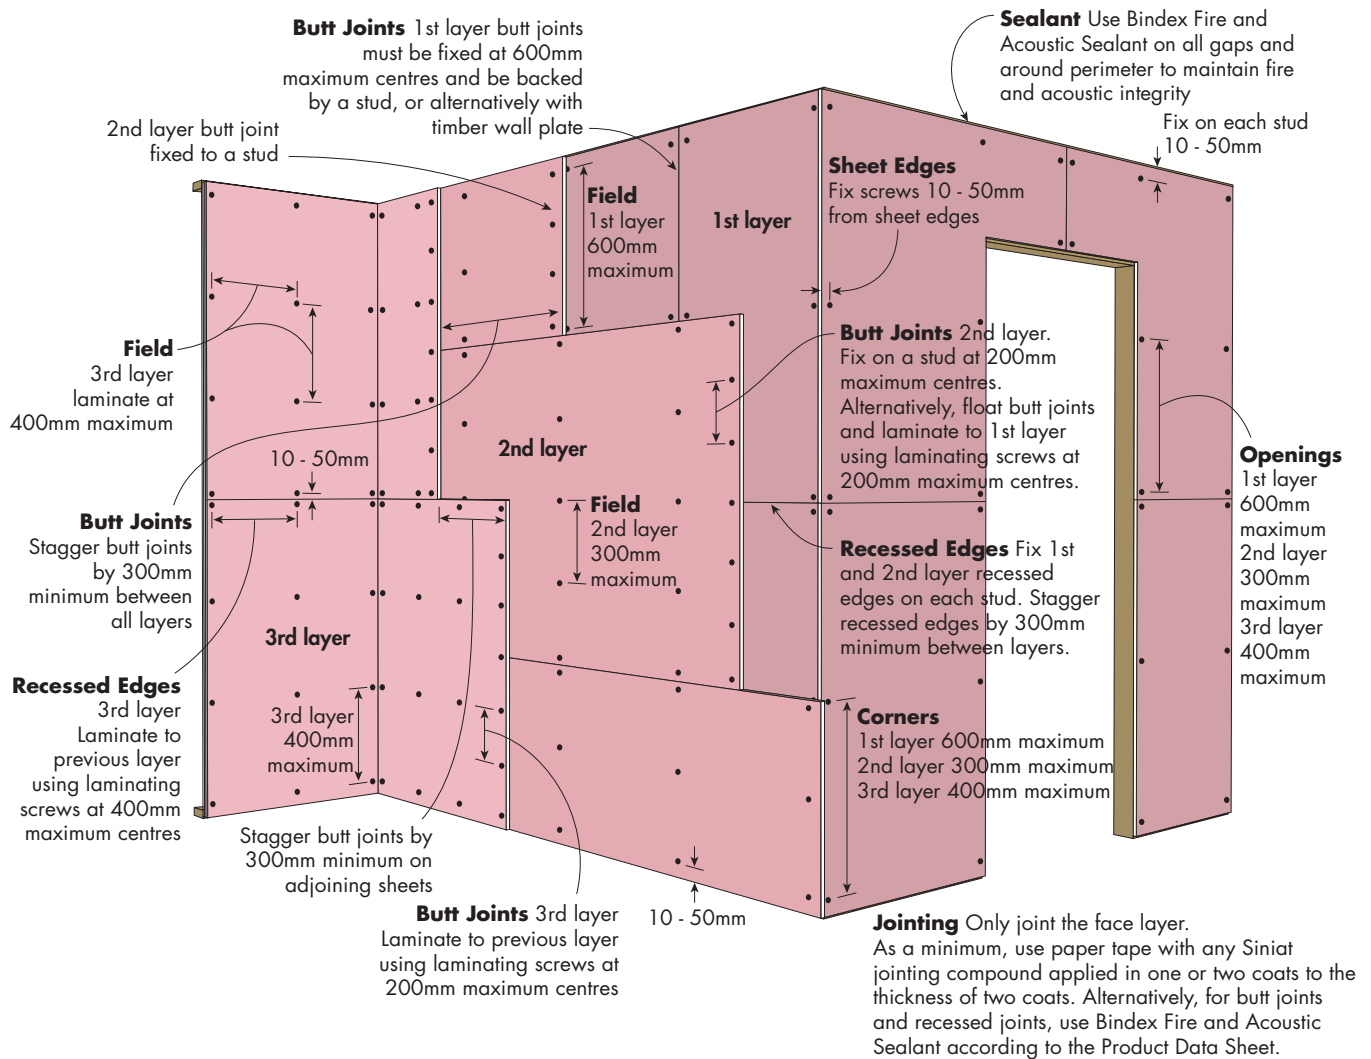 Butt Joints 1st layer butt joints
must be fixed at 600mm
maximum centres and be backed
by a stud, or alternatively with
timber wall plate
Sealant Use Bindex Fire and
Acoustic Sealant on all gaps and
around perimeter to maintain fire
and acoustic integrity
Fix on each stud
10 - 50mm
2nd layer butt joint
fixed to a stud
Sheet Edges
Fix screws 10 - 50mm
from sheet edges
Field
1st layer
600mm
maximum
1st layer
Field
3rd layer
laminate at
400mm maximum
Butt Joints 2nd layer.
Fix on a stud at 200mm
maximum centres.
Alternatively, float butt joints
and laminate to 1st layer
using laminating screws at
200mm maximum centres.
2nd layer
10 - 50mm
Openings
1st layer
600mm
maximum
2nd layer
300mm
maximum
3rd layer
400mm
maximum
Field
2nd layer
300mm
maximum
Butt Joints
Stagger butt joints
by 300mm
minimum between
all layers
Recessed Edges Fix 1st
and 2nd layer recessed
edges on each stud. Stagger
recessed edges by 300mm
minimum between layers.
3rd layer
Recessed Edges
3rd layer
Laminate to
previous layer
using laminating
screws at 400mm
maximum centres
3rd layer
400mm
maximum
Corners
1st layer 600mm maximum
2nd layer 300mm maximum
3rd layer 400mm maximum
Stagger butt joints by
300mm minimum on
adjoining sheets
Butt Joints 3rd layer
Laminate to previous layer
using laminating screws at
200mm maximum centres
10 - 50mm
Jointing Only joint the face layer.
As a minimum, use paper tape with any Siniat
jointing compound applied in one or two coats to the
thickness of two coats. Alternatively, for butt joints
and recessed joints, use Bindex Fire and Acoustic
Sealant according to the Product Data Sheet.